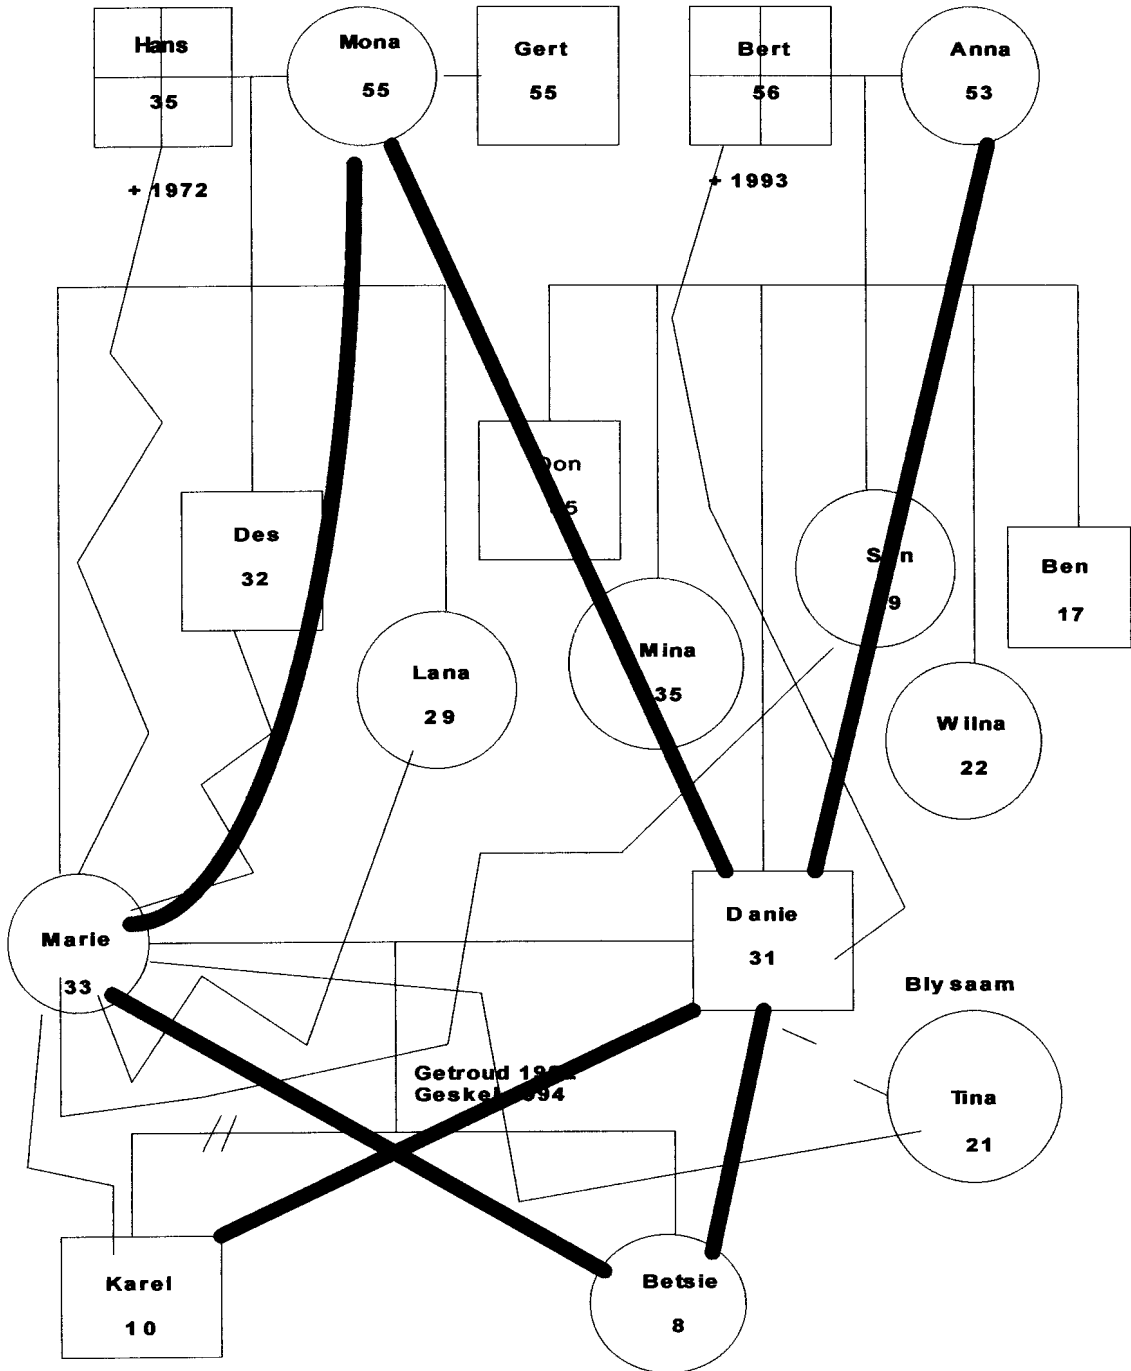 Hans
35
Mona
55
Gert
55
Bert
56
Anna
53
+ 1972
+ 1993
Des
32
Lana
29
Mina
35
Ben
17
Wilna
22
Marie
33
Danie
31
Blysaam
Tina
21
Getroud
Karel
10
Betsie
8